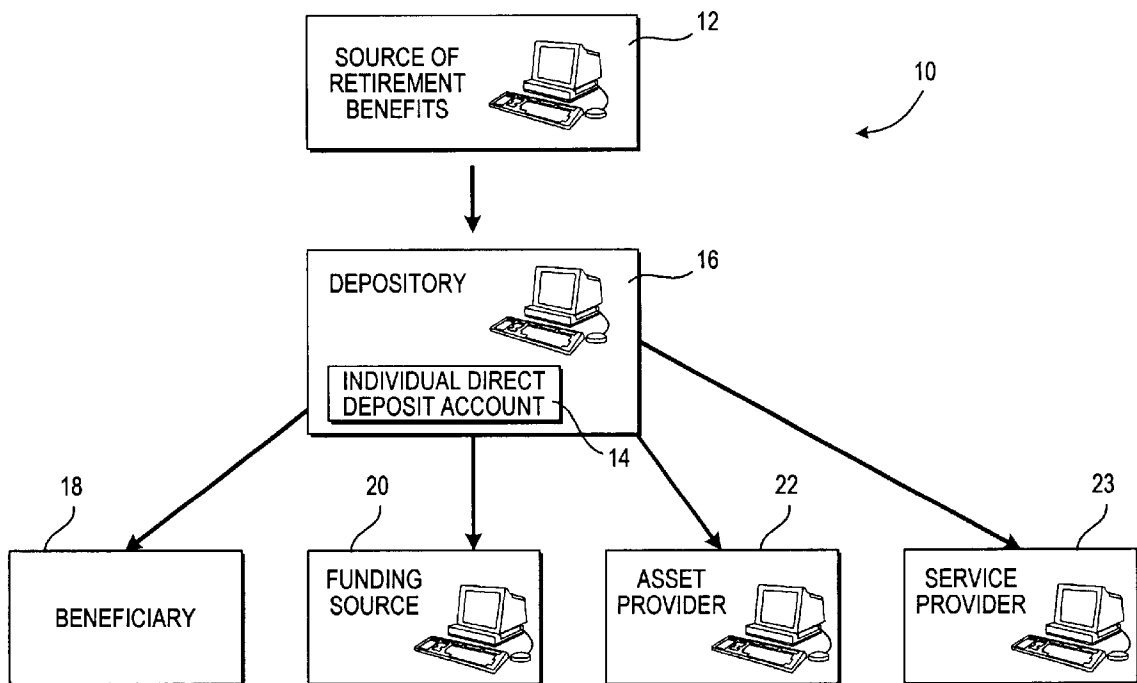 12
SOURCE OF
RETIREMENT
BENEFITS
10
16
DEPOSITORY
INDIVIDUAL DIRECT
DEPOSIT ACCOUNT
14
18
20
22
23
BENEFICIARY
FUNDING
SOURCE
ASSET
PROVIDER
SERVICE
PROVIDER